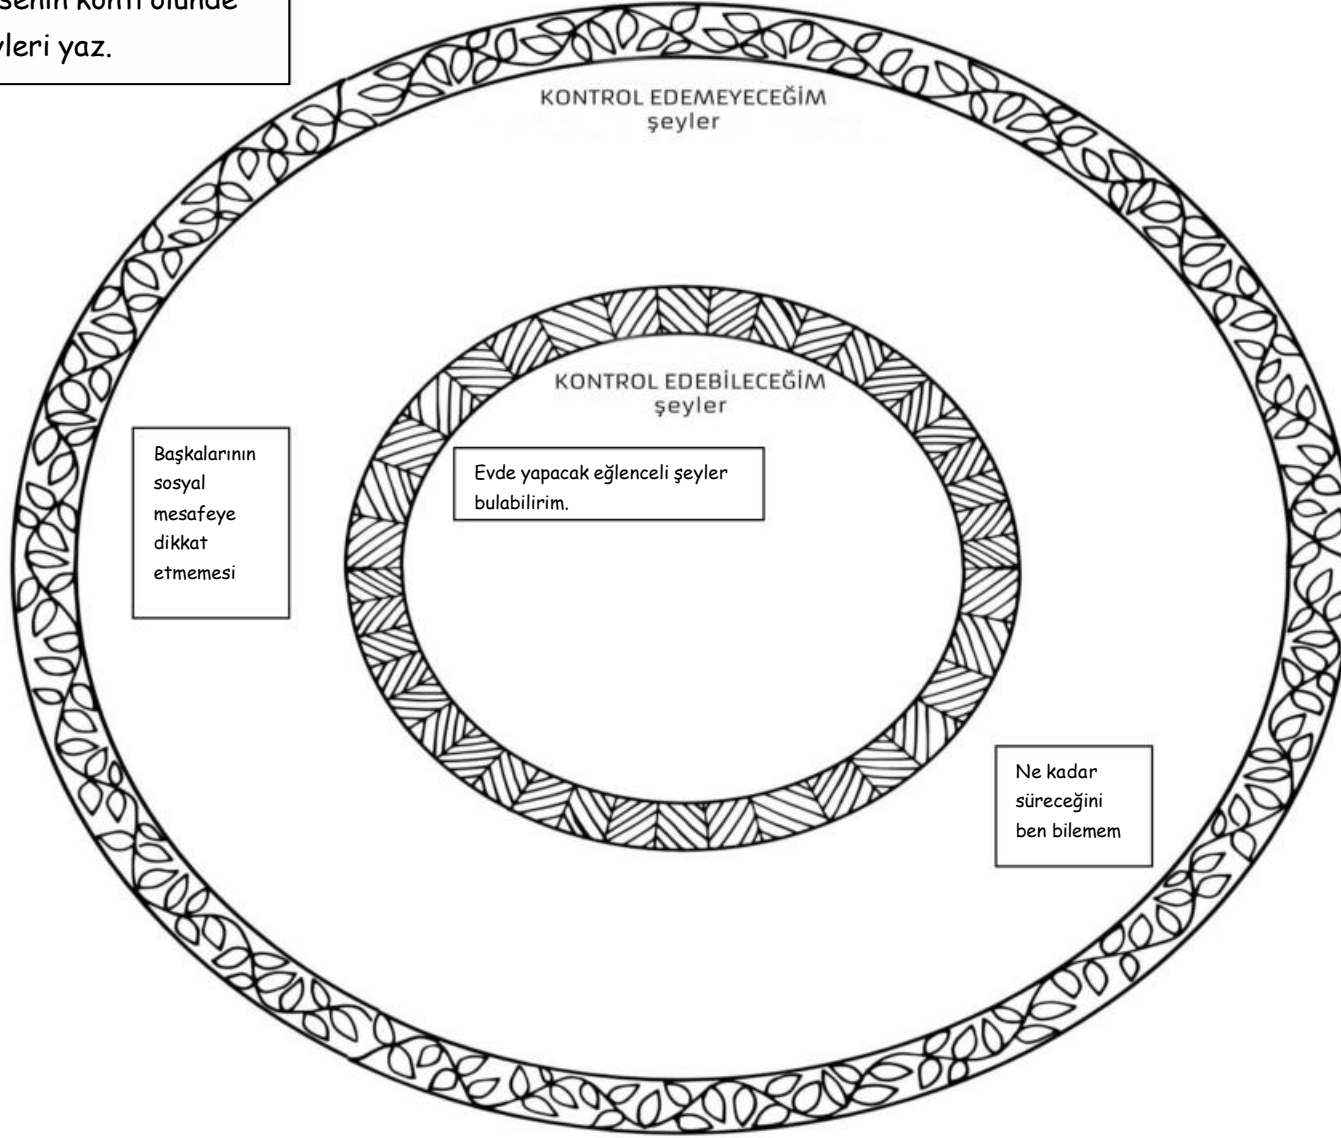 senin kontrolünde
yaz.
KONTROL EDEMEYECEĞİM
şeyler
KONTROL EDEBİLECEĞİM
şeyler
Başkalarının
sosyal
mesafeye
dikkat
etmemesi
Evde yapacak eğlenceli şeyler
bulabilirim.
Ne kadar
süreceğini
ben bilemem